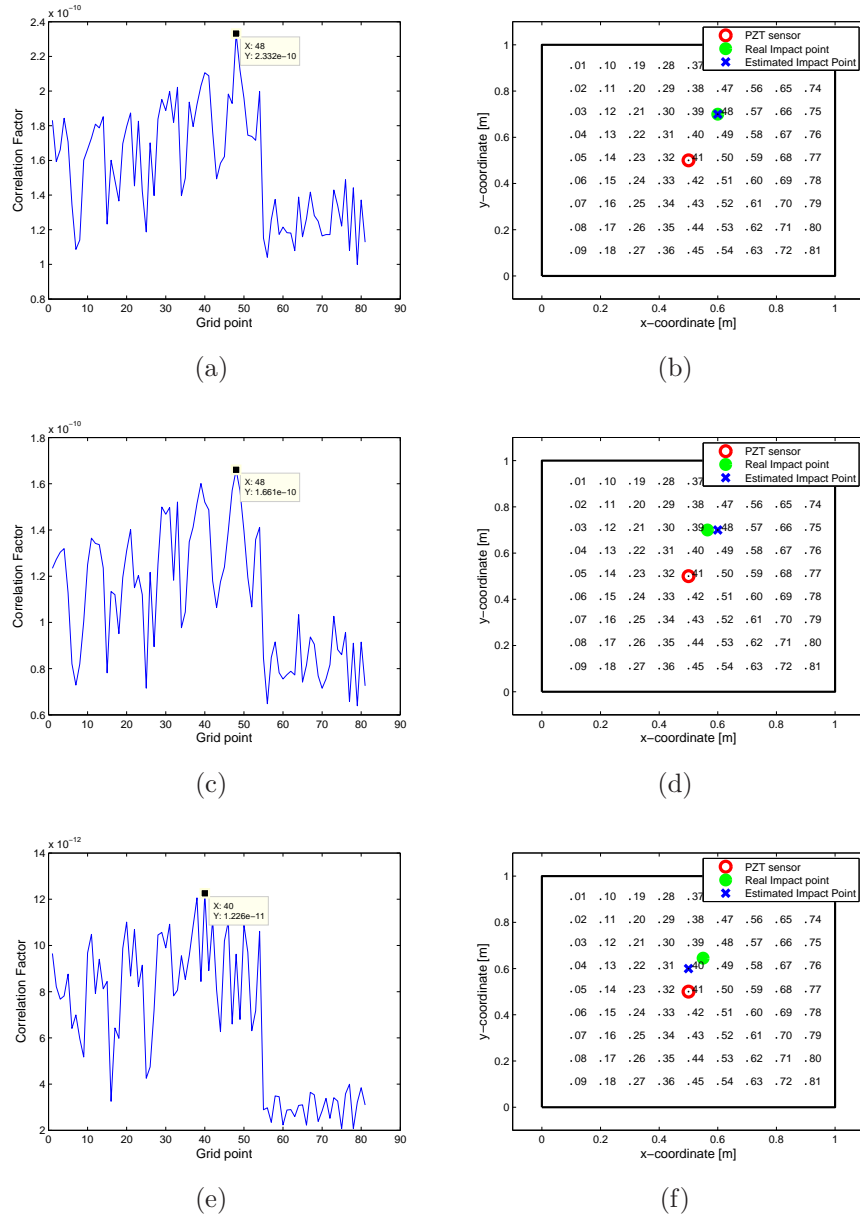 x 10⁻¹⁰
2.4
2.2
2
1.8
1.6
1.4
1.2
1
0.8
Correlation Factor
X: 48
Y: 2.332e−10
0 10 20 30 40 50 60 70 80 90
Grid point
(a)
PZT sensor
Real Impact point
Estimated Impact Point
1
0.8
0.6
0.4
0.2
0
y−coordinate [m]
.01 .10 .19 .28 .37
.02 .11 .20 .29 .38 .47 .56 .65 .74
.03 .12 .21 .30 .39 .48 .57 .66 .75
.04 .13 .22 .31 .40 .49 .58 .67 .76
.05 .14 .23 .32 .41 .50 .59 .68 .77
.06 .15 .24 .33 .42 .51 .60 .69 .78
.07 .16 .25 .34 .43 .52 .61 .70 .79
.08 .17 .26 .35 .44 .53 .62 .71 .80
.09 .18 .27 .36 .45 .54 .63 .72 .81
0 0.2 0.4 0.6 0.8 1
x−coordinate [m]
(b)
x 10⁻¹⁰
1.8
1.6
1.4
1.2
1
0.8
0.6
Correlation Factor
X: 48
Y: 1.661e−10
0 10 20 30 40 50 60 70 80 90
Grid point
(c)
PZT sensor
Real Impact point
Estimated Impact Point
1
0.8
0.6
0.4
0.2
0
y−coordinate [m]
.01 .10 .19 .28 .37
.02 .11 .20 .29 .38 .47 .56 .65 .74
.03 .12 .21 .30 .39 .48 .57 .66 .75
.04 .13 .22 .31 .40 .49 .58 .67 .76
.05 .14 .23 .32 .41 .50 .59 .68 .77
.06 .15 .24 .33 .42 .51 .60 .69 .78
.07 .16 .25 .34 .43 .52 .61 .70 .79
.08 .17 .26 .35 .44 .53 .62 .71 .80
.09 .18 .27 .36 .45 .54 .63 .72 .81
0 0.2 0.4 0.6 0.8 1
x−coordinate [m]
(d)
x 10⁻¹²
14
12
10
8
6
4
2
Correlation Factor
X: 40
Y: 1.226e−11
0 10 20 30 40 50 60 70 80 90
Grid point
(e)
PZT sensor
Real Impact point
Estimated Impact Point
1
0.8
0.6
0.4
0.2
0
y−coordinate [m]
.01 .10 .19 .28 .37
.02 .11 .20 .29 .38 .47 .56 .65 .74
.03 .12 .21 .30 .39 .48 .57 .66 .75
.04 .13 .22 .31 .40 .49 .58 .67 .76
.05 .14 .23 .32 .41 .50 .59 .68 .77
.06 .15 .24 .33 .42 .51 .60 .69 .78
.07 .16 .25 .34 .43 .52 .61 .70 .79
.08 .17 .26 .35 .44 .53 .62 .71 .80
.09 .18 .27 .36 .45 .54 .63 .72 .81
0 0.2 0.4 0.6 0.8 1
x−coordinate [m]
(f)